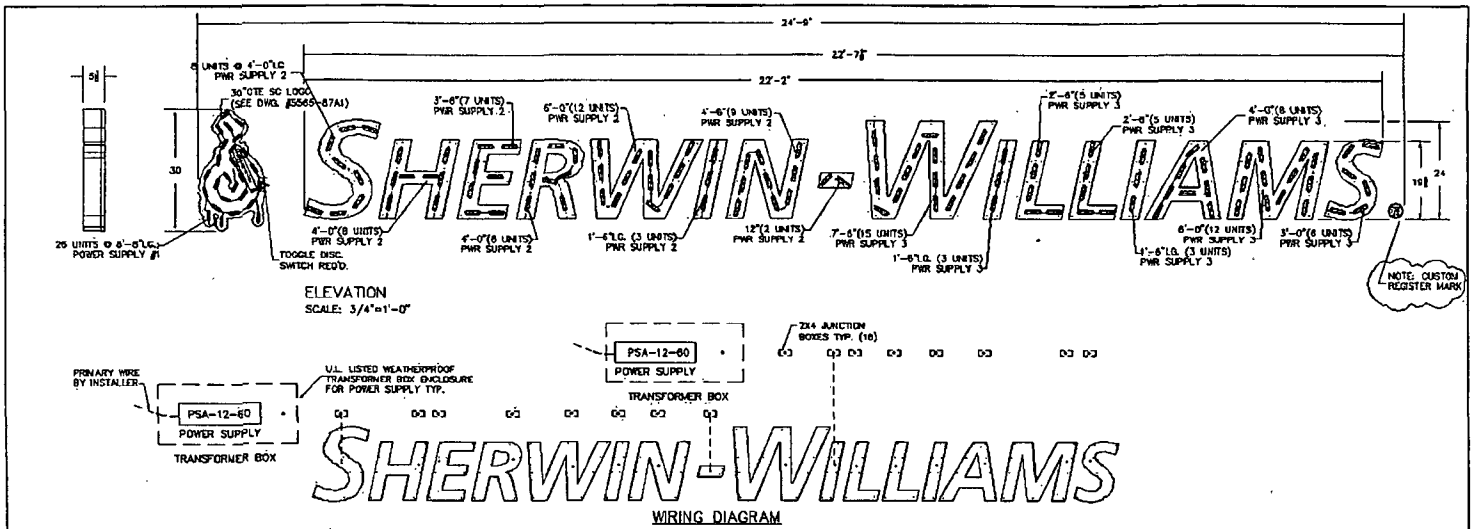 24'-9"
22'-7⅞"
22'-2"
5⅜
8 UNITS @ 4'-0"LG
PWR SUPPLY 2
30"OTE SC LOGO
(SEE DWG. #5565-87A1)
3'-6"(7 UNITS)
PWR SUPPLY 2
6'-0"(12 UNITS)
PWR SUPPLY 2
4'-6"(9 UNITS)
PWR SUPPLY 2
2'-6"(5 UNITS)
PWR SUPPLY 3
2'-6"(5 UNITS)
PWR SUPPLY 3
4'-0"(8 UNITS)
PWR SUPPLY 3
30
SHERWIN-WILLIAMS
24
R
26 UNITS @ 8'-8"LG.;
POWER SUPPLY #1
TOGGLE DISC.
SWITCH REQ'D.
4'-0"(8 UNITS)
PWR SUPPLY 2
4'-0"(8 UNITS)
PWR SUPPLY 2
1'-6"LG. (3 UNITS)
PWR SUPPLY 2
12"(2 UNITS)
PWR SUPPLY 2
7'-6"(15 UNITS)
PWR SUPPLY 3
1'-6"LG. (3 UNITS)
PWR SUPPLY 3
1'-6"LG. (3 UNITS)
PWR SUPPLY 3
6'-0"(12 UNITS)
PWR SUPPLY 3
3'-0"(6 UNITS)
PWR SUPPLY 3
NOTE: CUSTOM
REGISTER MARK
ELEVATION
SCALE: 3/4"=1'-0"
PSA-12-60
POWER SUPPLY
TRANSFORMER BOX
2X4 JUNCTION
BOXES TYP. (16)
PRIMARY WIRE
BY INSTALLER
U.L. LISTED WEATHERPROOF
TRANSFORMER BOX ENCLOSURE
FOR POWER SUPPLY TYP.
PSA-12-60
POWER SUPPLY
TRANSFORMER BOX
SHERWIN-WILLIAMS
WIRING DIAGRAM